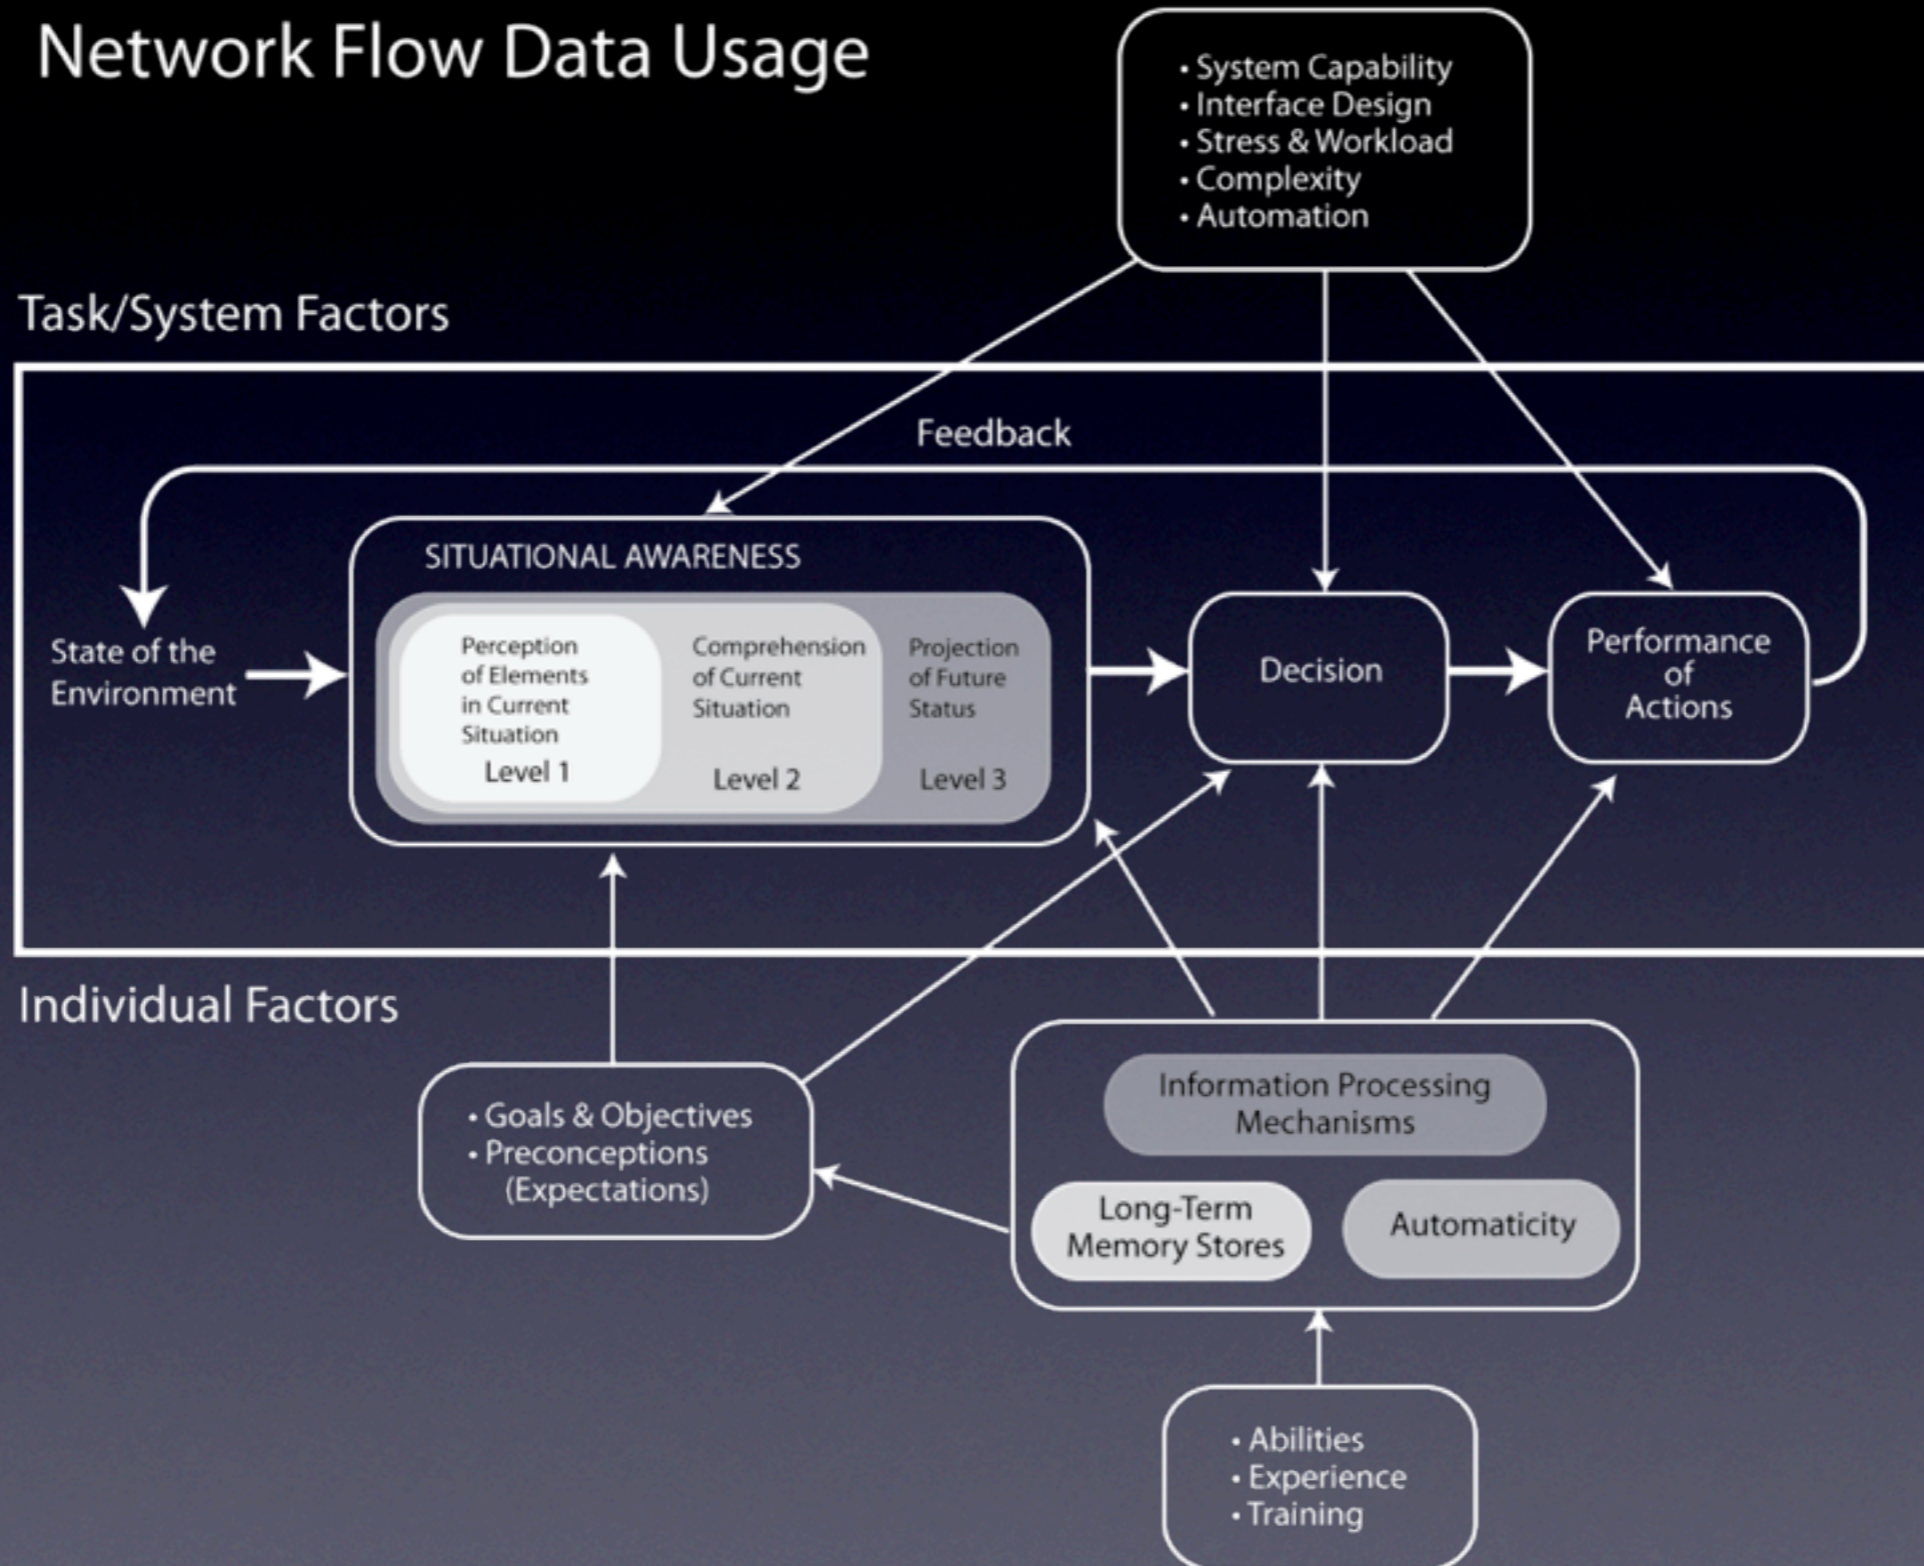 Network Flow Data Usage
• System Capability
• Interface Design
• Stress & Workload
• Complexity
• Automation
Task/System Factors
Feedback
SITUATIONAL AWARENESS
State of the
Environment
Perception
of Elements
in Current
Situation
Level 1
Comprehension
of Current
Situation
Level 2
Projection
of Future
Status
Level 3
Decision
Performance
of
Actions
Individual Factors
• Goals & Objectives
• Preconceptions
(Expectations)
Information Processing
Mechanisms
Long-Term
Memory Stores
Automaticity
• Abilities
• Experience
• Training